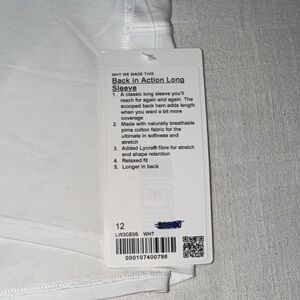 WHY WE MADE THIS
Back in Action Long
Sleeve
1. A classic long sleeve you'll
reach for again and again. The
scooped back hem adds length
when you want a bit more
coverage
2. Made with naturally breathable
pima cotton fabric for the
ultimate in softness and
stretch
3. Added Lycra® fibre for stretch
and shape retention
4. Relaxed fit
5. Longer in back
12
LW3CE0S WHT
000107400798